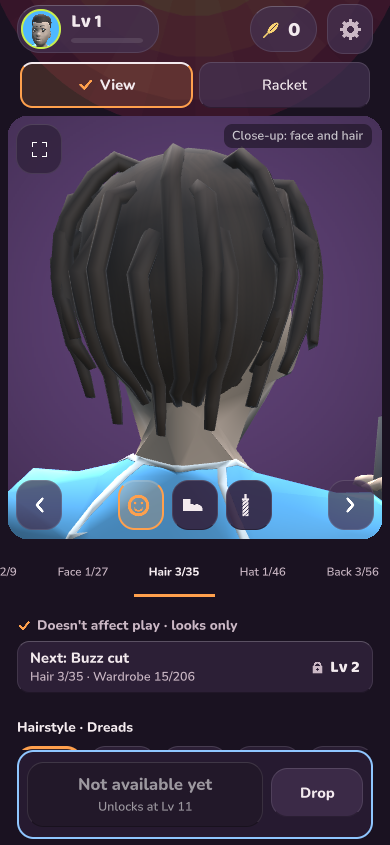 Lv 1
0
View
Racket
Close-up: face and hair
2/9
Face 1/27
Hair 3/35
Hat 1/46
Back 3/56
Doesn't affect play · looks only
Next: Buzz cut
Hair 3/35 · Wardrobe 15/206
Lv 2
Hairstyle · Dreads
Not available yet
Unlocks at Lv 11
Drop